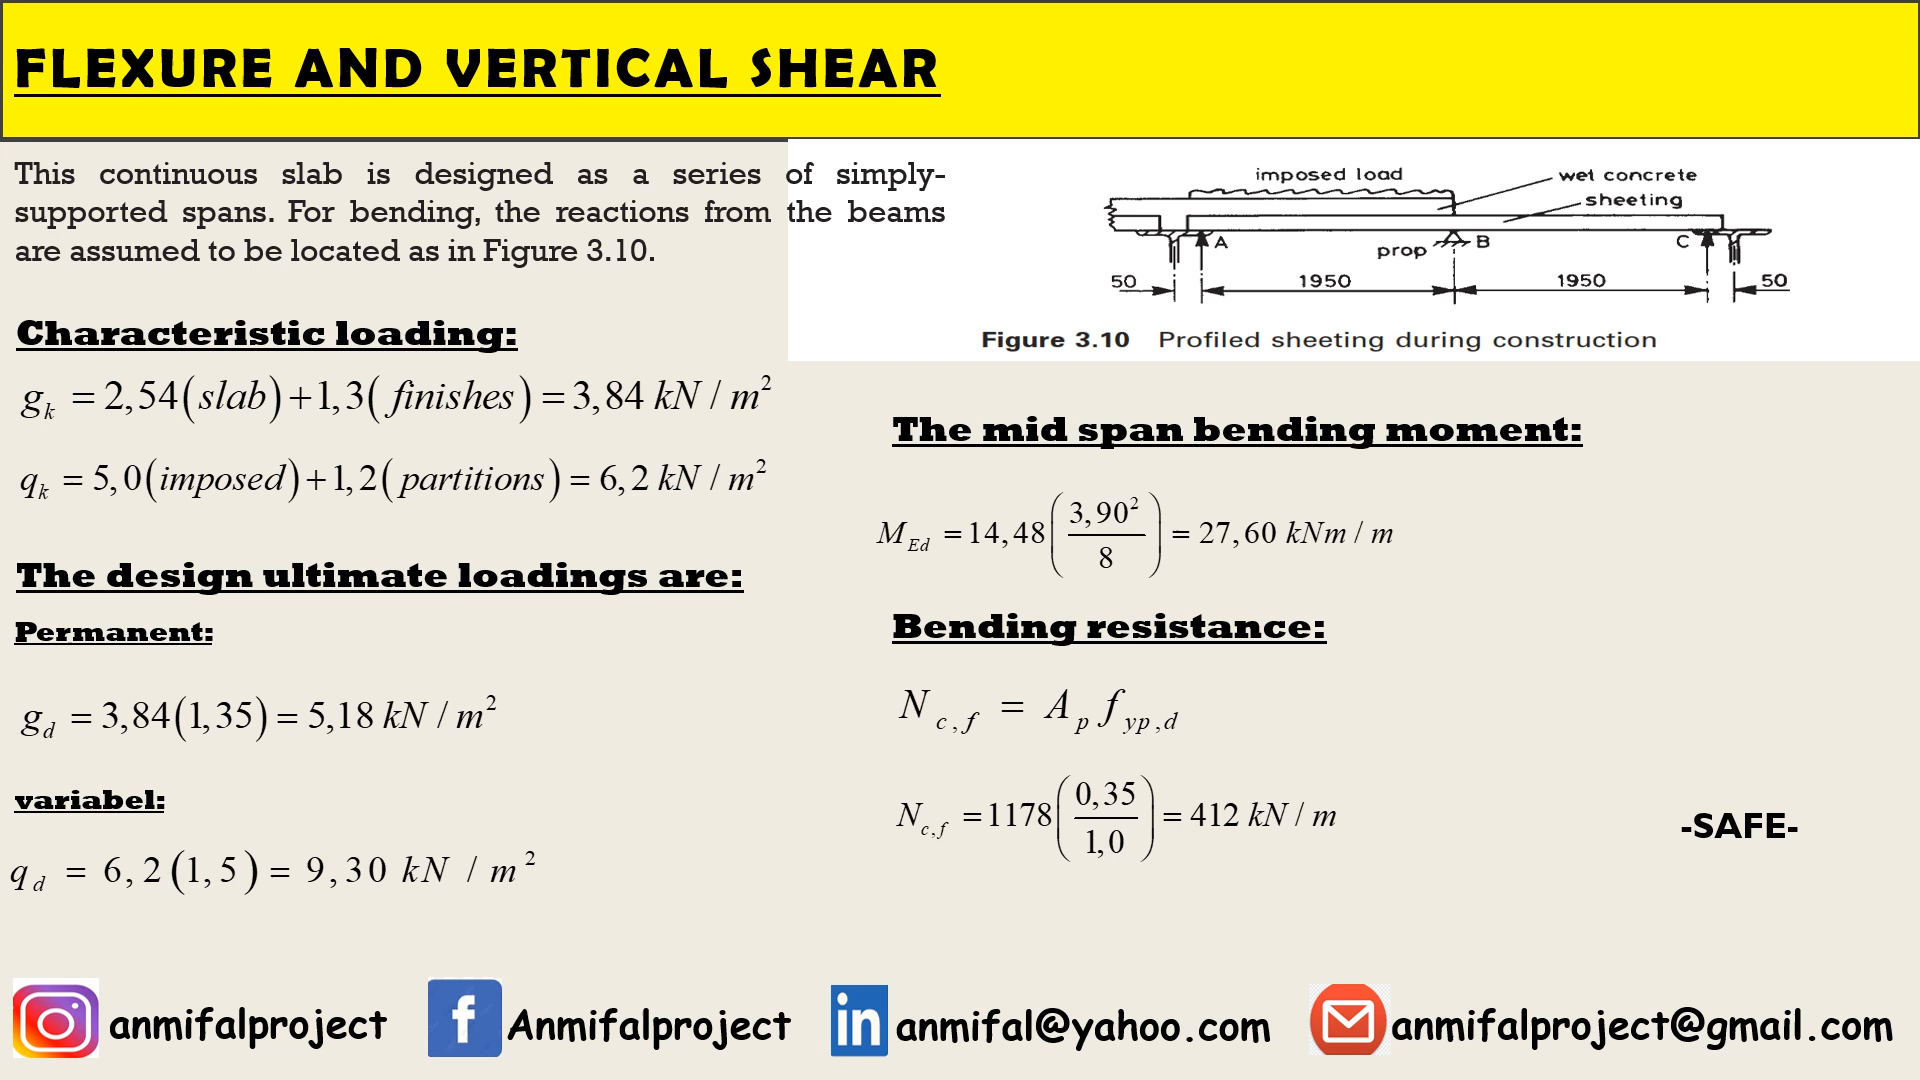 FLEXURE AND VERTICAL SHEAR
This continuous slab is designed as a series of simply-
supported spans. For bending, the reactions from the beams
are assumed to be located as in Figure 3.10.
imposed load
wet concrete
sheeting
A
prop
B
C
50
1950
1950
50
Figure 3.10 Profiled sheeting during construction
Characteristic loading:
g_k = 2,54(slab)+1,3(finishes) = 3,84 kN / m²
q_k = 5,0(imposed)+1,2(partitions) = 6,2 kN / m²
The design ultimate loadings are:
Permanent:
g_d = 3,84(1,35) = 5,18 kN / m²
variabel:
q_d = 6,2(1,5) = 9,30 kN / m²
The mid span bending moment:
M_Ed = 14,48(3,90²/8) = 27,60 kNm / m
Bending resistance:
N_c,f = A_p f_yp,d
N_c,f = 1178(0,35/1,0) = 412 kN / m
-SAFE-
anmifalproject
Anmifalproject
anmifal@yahoo.com
anmifalproject@gmail.com